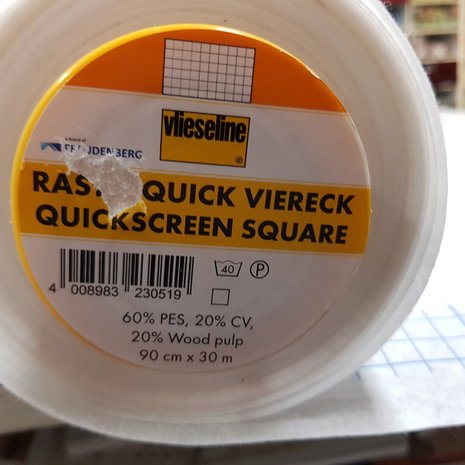 vlieseline
®
FREUDENBERG
QUICK VIERECK
QUICKSCREEN SQUARE
40 P
4 008983 230519
60% PES, 20% CV,
20% Wood pulp
90 cm x 30 m